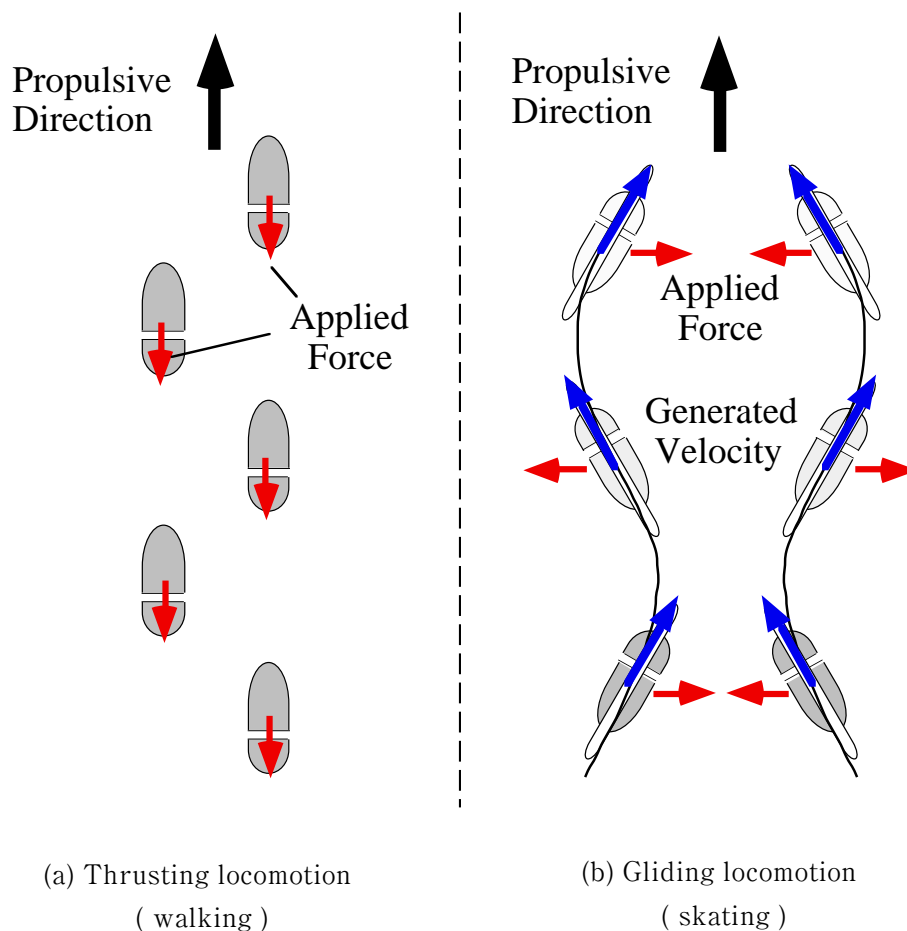 Propulsive
Direction
Applied
Force
(a) Thrusting locomotion
( walking )
Propulsive
Direction
Applied
Force
Generated
Velocity
(b) Gliding locomotion
( skating )